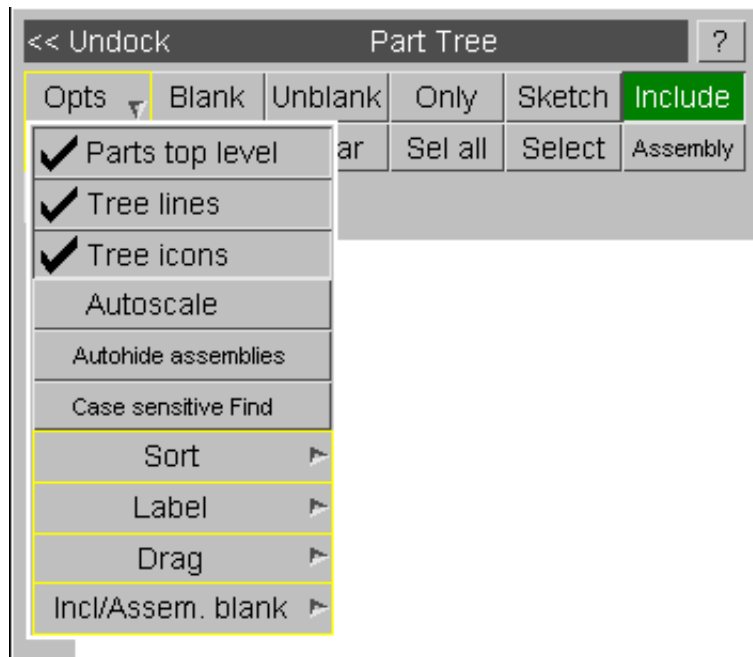 << Undock Part Tree ?
Opts Blank Unblank Only Sketch Include
ar Sel all Select Assembly
Parts top level
Tree lines
Tree icons
Autoscale
Autohide assemblies
Case sensitive Find
Sort
Label
Drag
Incl/Assem. blank